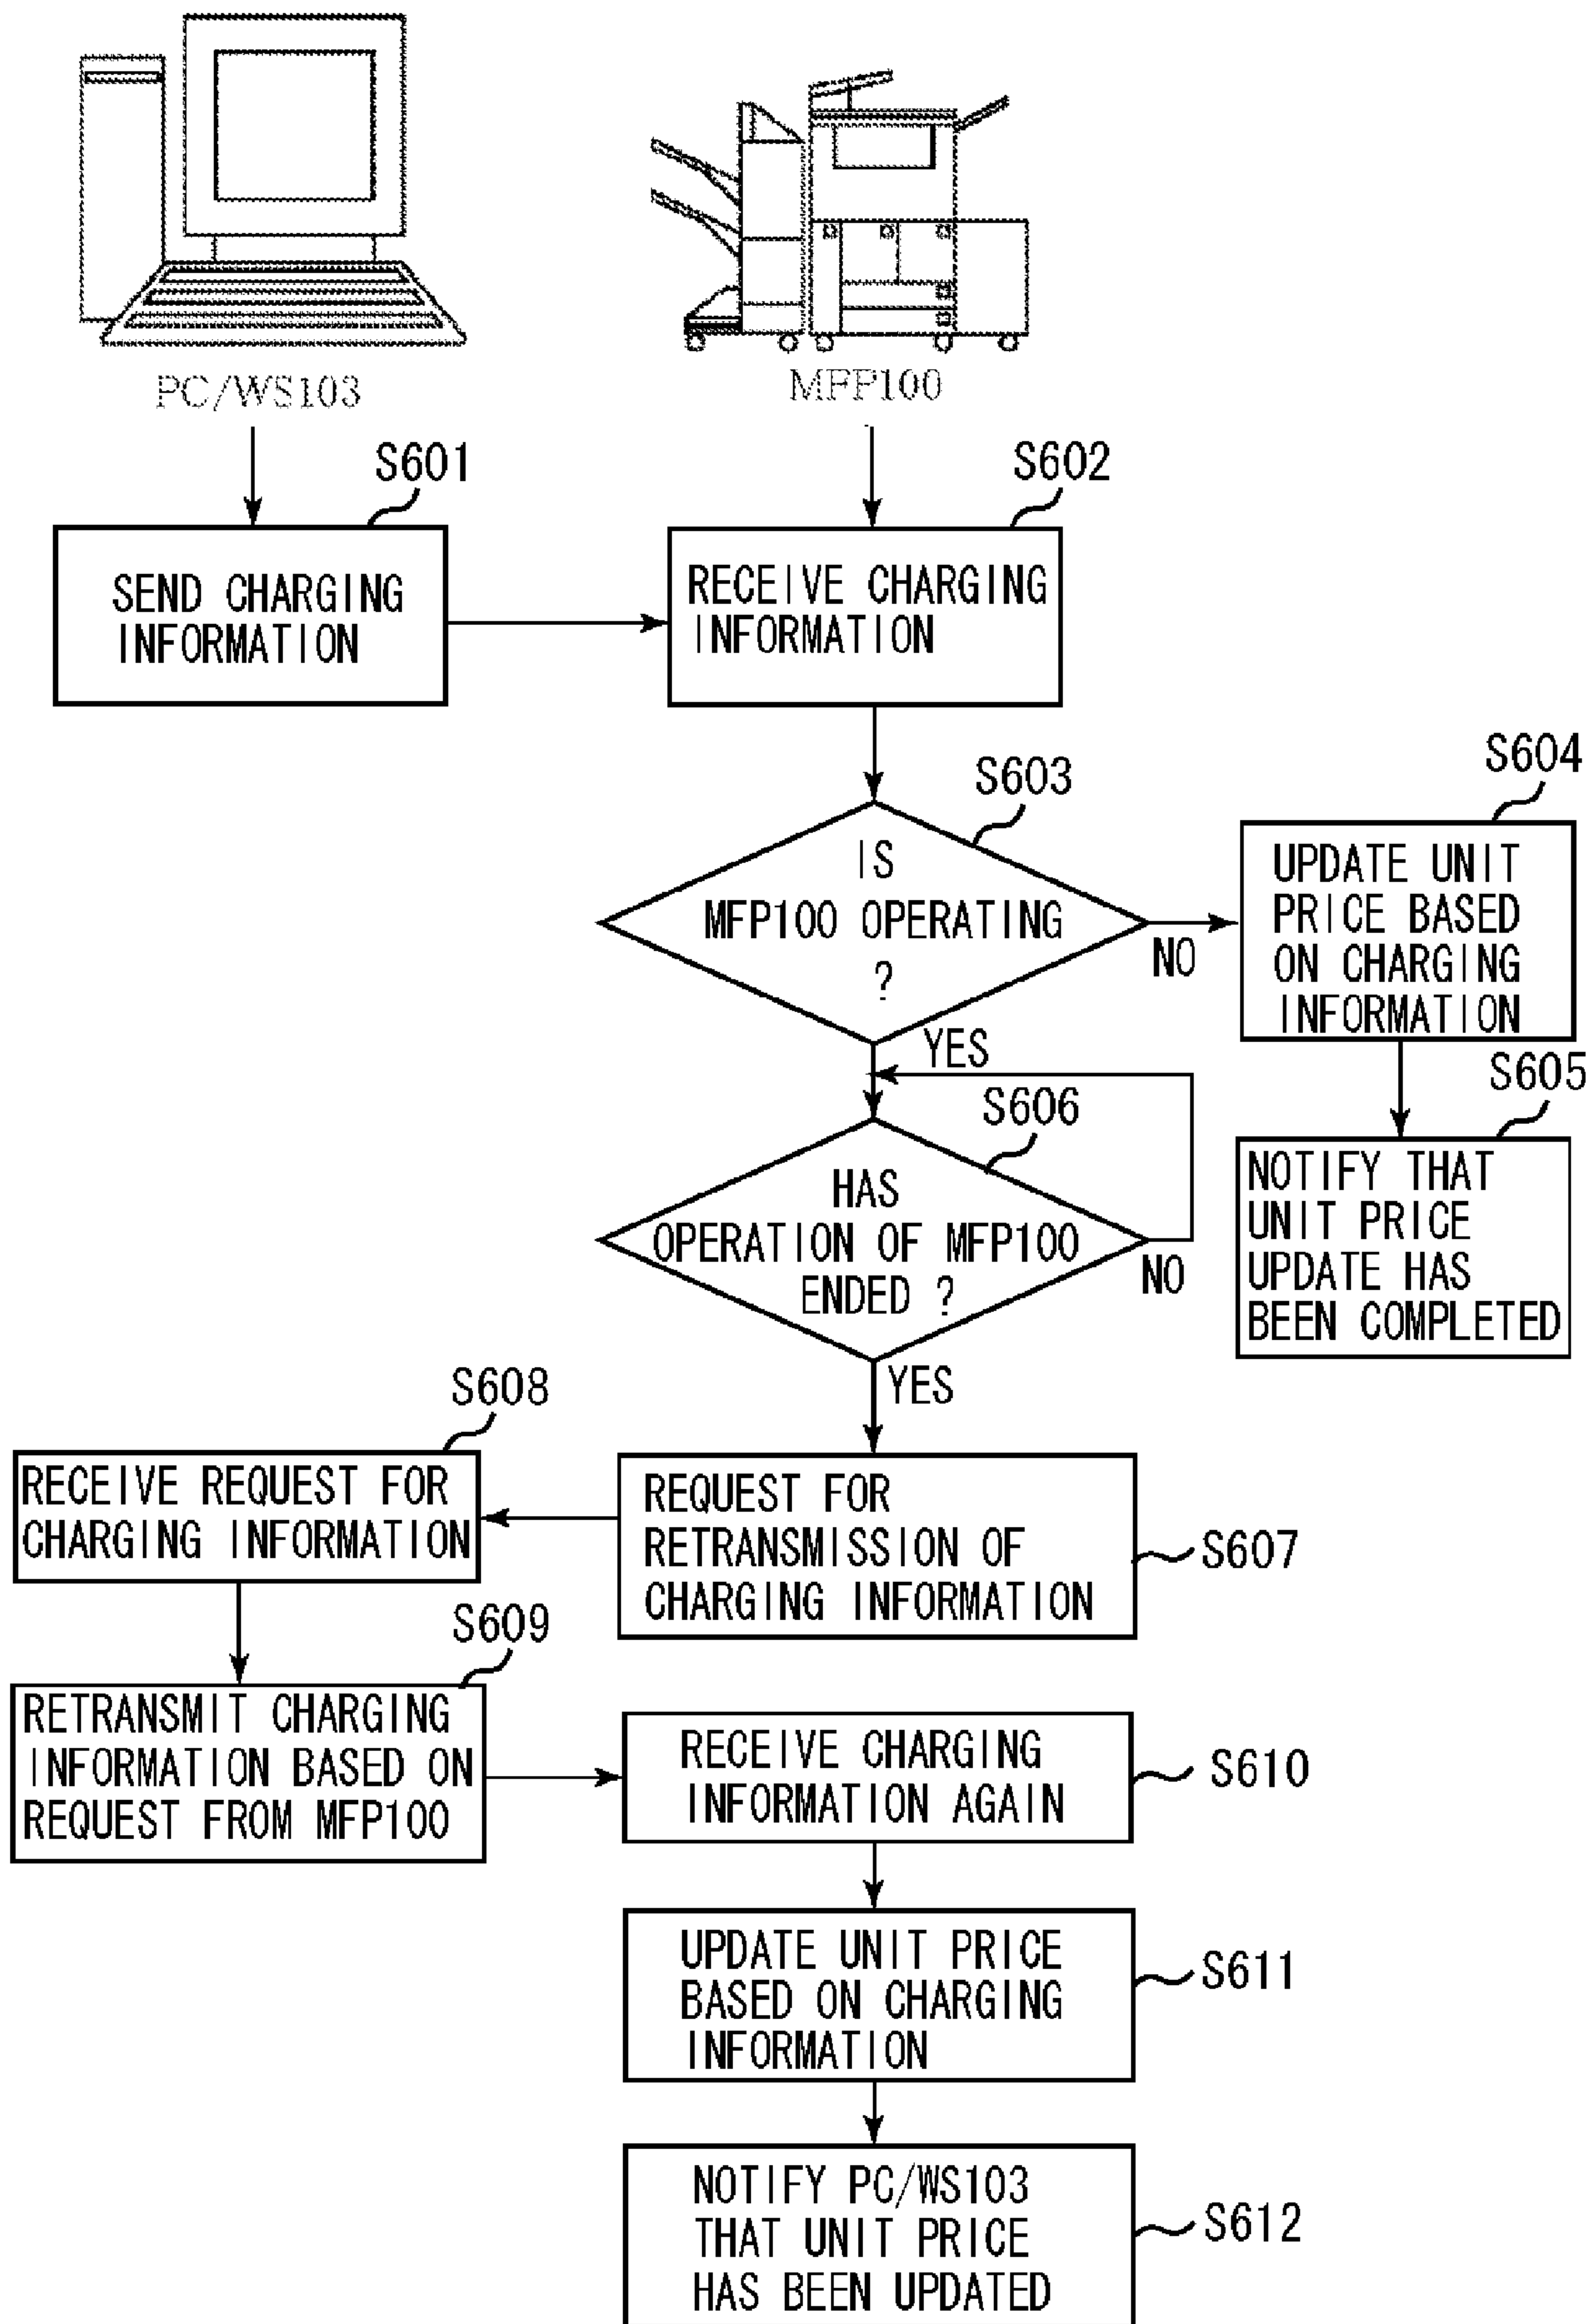 PC/WS103
MFP100
S601
S602
SEND CHARGING
INFORMATION
RECEIVE CHARGING
INFORMATION
S603
S604
IS
MFP100 OPERATING
?
NO
YES
UPDATE UNIT
PRICE BASED
ON CHARGING
INFORMATION
S605
NOTIFY THAT
UNIT PRICE
UPDATE HAS
BEEN COMPLETED
S606
HAS
OPERATION OF MFP100
ENDED ?
NO
YES
S608
RECEIVE REQUEST FOR
CHARGING INFORMATION
REQUEST FOR
RETRANSMISSION OF
CHARGING INFORMATION
S607
S609
RETRANSMIT CHARGING
INFORMATION BASED ON
REQUEST FROM MFP100
RECEIVE CHARGING
INFORMATION AGAIN
S610
UPDATE UNIT PRICE
BASED ON CHARGING
INFORMATION
S611
NOTIFY PC/WS103
THAT UNIT PRICE
HAS BEEN UPDATED
S612